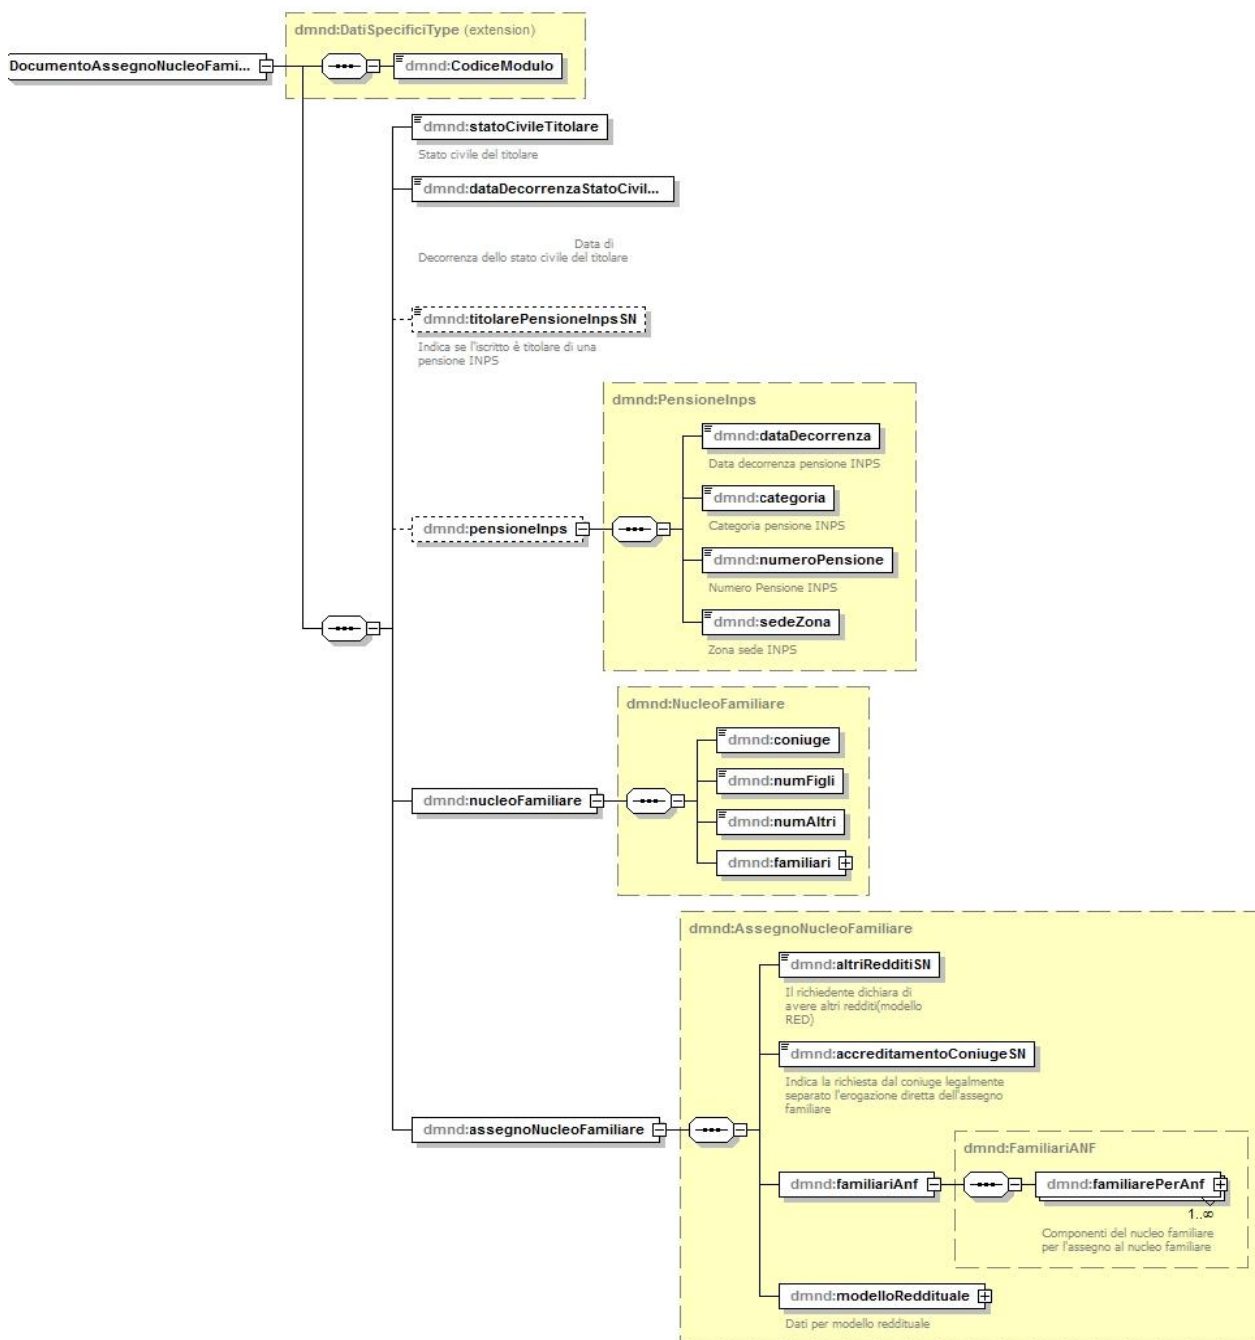 dmnd:DatiSpecificiType (extension)
DocumentoAssegnoNucleoFami...
dmnd:CodiceModulo
dmnd:statoCivileTitolare
Stato civile del titolare
dmnd:dataDecorrenzaStatoCivil...
Data di
Decorrenza dello stato civile del titolare
dmnd:titolarePensioneInpsSN
Indica se l'iscritto è titolare di una
pensione INPS
dmnd:PensioneInps
dmnd:dataDecorrenza
Data decorrenza pensione INPS
dmnd:categoria
Categoria pensione INPS
dmnd:pensioneInps
dmnd:numeroPensione
Numero Pensione INPS
dmnd:sedeZona
Zona sede INPS
dmnd:NucleoFamiliare
dmnd:coniuge
dmnd:numFigli
dmnd:nucleoFamiliare
dmnd:numAltri
dmnd:familiari
dmnd:AssegnoNucleoFamiliare
dmnd:altriRedditiSN
Il richiedente dichiara di
avere altri redditi(modello
RED)
dmnd:accreditamentoConiugeSN
Indica la richiesta dal coniuge legalmente
separato l'erogazione diretta dell'assegno
familiare
dmnd:assegnoNucleoFamiliare
dmnd:FamiliariANF
dmnd:familiariAnf
dmnd:familiarePerAnf
1..∞
Componenti del nucleo familiare
per l'assegno al nucleo familiare
dmnd:modelloReddituale
Dati per modello reddituale